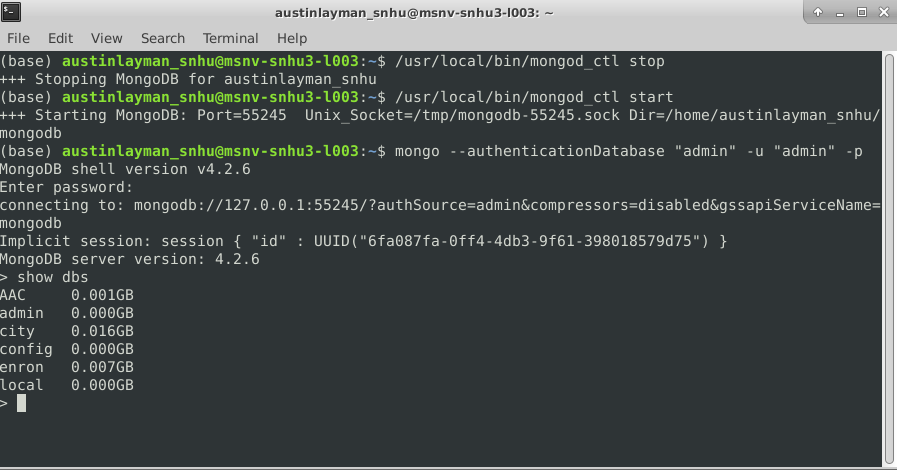 austinlayman_snhu@msnv-snhu3-l003: ~
File Edit View Search Terminal Help
(base) austinlayman_snhu@msnv-snhu3-l003:~$ /usr/local/bin/mongod_ctl stop
+++ Stopping MongoDB for austinlayman_snhu
(base) austinlayman_snhu@msnv-snhu3-l003:~$ /usr/local/bin/mongod_ctl start
+++ Starting MongoDB: Port=55245  Unix_Socket=/tmp/mongodb-55245.sock Dir=/home/austinlayman_snhu/
mongodb
(base) austinlayman_snhu@msnv-snhu3-l003:~$ mongo --authenticationDatabase "admin" -u "admin" -p
MongoDB shell version v4.2.6
Enter password:
connecting to: mongodb://127.0.0.1:55245/?authSource=admin&compressors=disabled&gssapiServiceName=
mongodb
Implicit session: session { "id" : UUID("6fa087fa-0ff4-4db3-9f61-398018579d75") }
MongoDB server version: 4.2.6
> show dbs
AAC     0.001GB
admin   0.000GB
city    0.016GB
config  0.000GB
enron   0.007GB
local   0.000GB
>